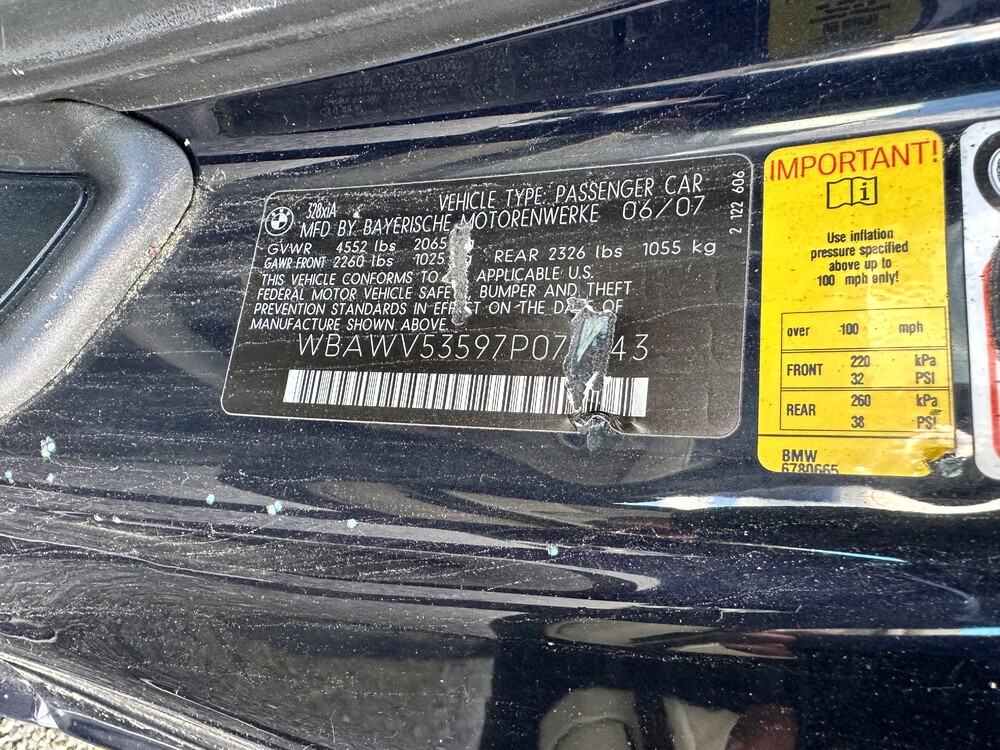 BMW
328xiA
VEHICLE TYPE: PASSENGER CAR
MFD BY BAYERISCHE MOTORENWERKE 06/07
GVWR 4552 lbs 2065
GAWR FRONT 2260 lbs 1025 REAR 2326 lbs 1055 kg
THIS VEHICLE CONFORMS TO APPLICABLE U.S.
FEDERAL MOTOR VEHICLE BUMPER AND THEFT
PREVENTION STANDARDS IN EFFECT ON THE DATE OF
MANUFACTURE SHOWN ABOVE.
WBAWV53597P07 43
2 122 606
IMPORTANT!
i
Use inflation
pressure specified
above up to
100 mph only!
over 100 mph
FRONT 220 kPa
32 PSI
REAR 260 kPa
38 PSI
BMW
6780665